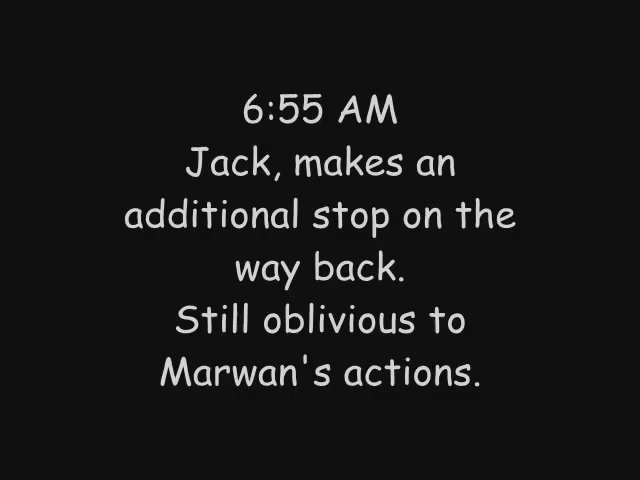 6:55 AM
Jack, makes an
additional stop on the
way back.
Still oblivious to
Marwan's actions.